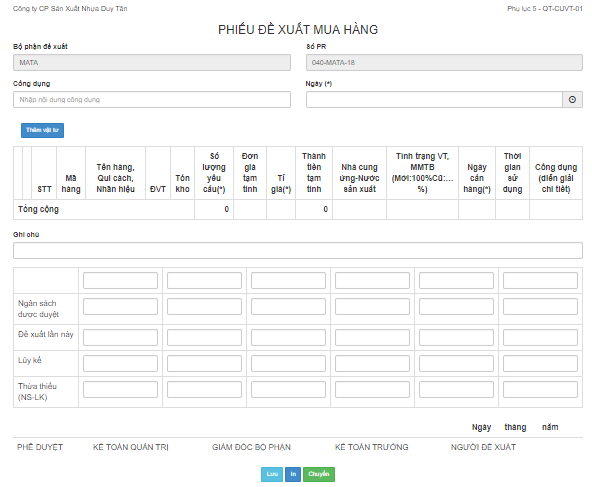 Công ty CP Sản Xuất Nhựa Duy Tân
Phụ lục 5 - QT-CUVT-01
PHIẾU ĐỀ XUẤT MUA HÀNG
Bộ phận đề xuất
Số PR
MATA
040-MATA-18
Công dụng
Ngày (*)
Nhập nội dung công dụng
Thêm vật tư
STT
Mã hàng
Tên hàng, Qui cách, Nhãn hiệu
ĐVT
Tồn kho
Số lượng yêu cầu(*)
Đơn giá tạm tính
Tỉ giá(*)
Thành tiền tạm tính
Nhà cung ứng-Nước sản xuất
Tình trạng VT, MMTB (Mới:100%Cũ:... %)
Ngày cần hàng(*)
Thời gian sử dụng
Công dụng (diễn giải chi tiết)
Tổng cộng 0 0
Ghi chú
Ngân sách được duyệt
Đề xuất lần này
Lũy kế
Thừa thiếu (NS-LK)
Ngày tháng năm
PHÊ DUYỆT KẾ TOÁN QUẢN TRỊ GIÁM ĐỐC BỘ PHẬN KẾ TOÁN TRƯỞNG NGƯỜI ĐỀ XUẤT
Lưu In Chuyển